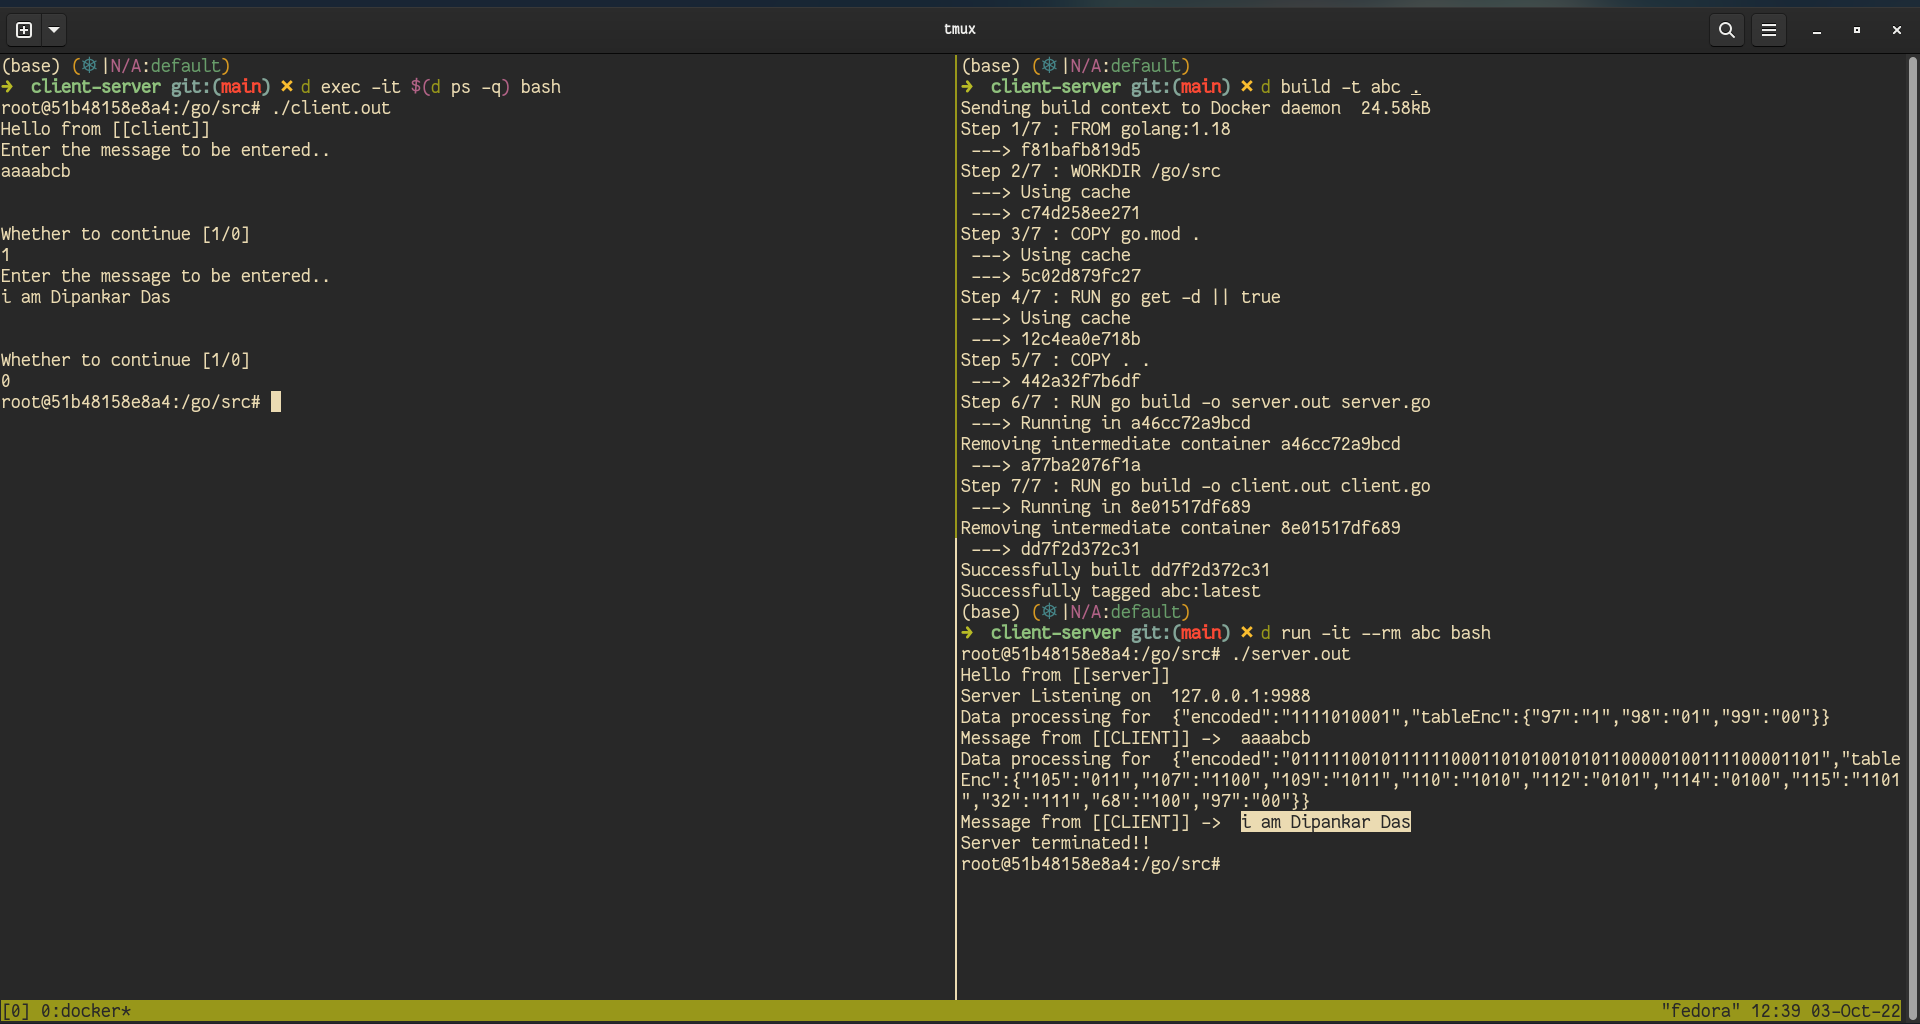 tmux
(base) (☸|N/A:default)
➜  client-server git:(main) ✗ d exec -it $(d ps -q) bash
root@51b48158e8a4:/go/src# ./client.out
Hello from [[client]]
Enter the message to be entered..
aaaabcb
Whether to continue [1/0]
1
Enter the message to be entered..
i am Dipankar Das
Whether to continue [1/0]
0
root@51b48158e8a4:/go/src#
(base) (☸|N/A:default)
➜  client-server git:(main) ✗ d build -t abc .
Sending build context to Docker daemon  24.58kB
Step 1/7 : FROM golang:1.18
 ---> f81bafb819d5
Step 2/7 : WORKDIR /go/src
 ---> Using cache
 ---> c74d258ee271
Step 3/7 : COPY go.mod .
 ---> Using cache
 ---> 5c02d879fc27
Step 4/7 : RUN go get -d || true
 ---> Using cache
 ---> 12c4ea0e718b
Step 5/7 : COPY . .
 ---> 442a32f7b6df
Step 6/7 : RUN go build -o server.out server.go
 ---> Running in a46cc72a9bcd
Removing intermediate container a46cc72a9bcd
 ---> a77ba2076f1a
Step 7/7 : RUN go build -o client.out client.go
 ---> Running in 8e01517df689
Removing intermediate container 8e01517df689
 ---> dd7f2d372c31
Successfully built dd7f2d372c31
Successfully tagged abc:latest
(base) (☸|N/A:default)
➜  client-server git:(main) ✗ d run -it --rm abc bash
root@51b48158e8a4:/go/src# ./server.out
Hello from [[server]]
Server Listening on  127.0.0.1:9988
Data processing for  {"encoded":"1111010001","tableEnc":{"97":"1","98":"01","99":"00"}}
Message from [[CLIENT]] ->  aaaabcb
Data processing for  {"encoded":"0111110010111111000110101001010110000010011110000​1101","table
Enc":{"105":"011","107":"1100","109":"1011","110":"1010","112":"0101","114":"0100","115":"1101
","32":"111","68":"100","97":"00"}}
Message from [[CLIENT]] ->  i am Dipankar Das
Server terminated!!
root@51b48158e8a4:/go/src#
[0] 0:docker*
"fedora" 12:39 03-Oct-22